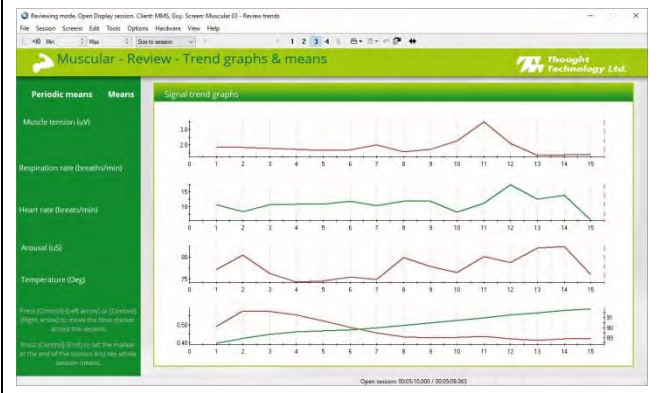 Reviewing mode. Open Display session. Client: MMS, Guy. Screen: Muscular 03 - Review trends
File Session Screens Edit Tools Options Hardware View Help
Min Max Size to session 1 2 3 4 5
Muscular - Review - Trend graphs & means
Thought
Technology Ltd.
Periodic means Means
Signal trend graphs
Muscle tension (uV)
3.0
2.0
0 1 2 3 4 5 6 7 8 9 10 11 12 13 14 15
Respiration rate (breaths/min)
15
10
0 1 2 3 4 5 6 7 8 9 10 11 12 13 14 15
Heart rate (breats/min)
80
75
0 1 2 3 4 5 6 7 8 9 10 11 12 13 14 15
Arousal (uS)
Temperature (Deg)
0.50
0.40
91
90
89
0 1 2 3 4 5 6 7 8 9 10 11 12 13 14 15
Press [Control]-[Left arrow] or [Control]
[Right arrow] to move the time marker
across the session.
Press [Control]-[End] to set the marker
at the end of the session and see whole
session means.
Open session: 00:05:10.000 / 00:05:09.063